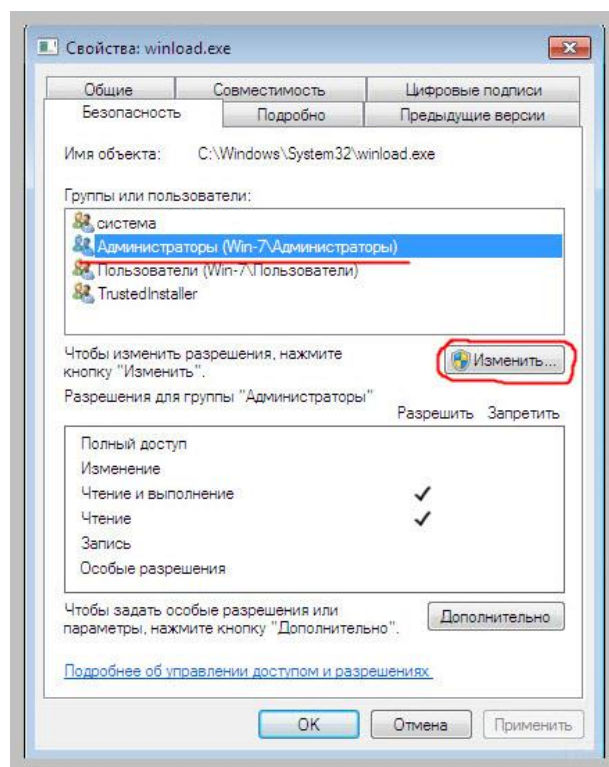 Свойства: winload.exe
Общие
Совместимость
Цифровые подписи
Безопасность
Подробно
Предыдущие версии
Имя объекта: C:\Windows\System32\winload.exe
Группы или пользователи:
система
Администраторы (Win-7\Администраторы)
Пользователи (Win-7\Пользователи)
TrustedInstaller
Чтобы изменить разрешения, нажмите
кнопку "Изменить".
Изменить...
Разрешения для группы "Администраторы"
Разрешить Запретить
Полный доступ
Изменение
Чтение и выполнение
Чтение
Запись
Особые разрешения
Чтобы задать особые разрешения или
параметры, нажмите кнопку "Дополнительно".
Дополнительно
Подробнее об управлении доступом и разрешениях
OK
Отмена
Применить